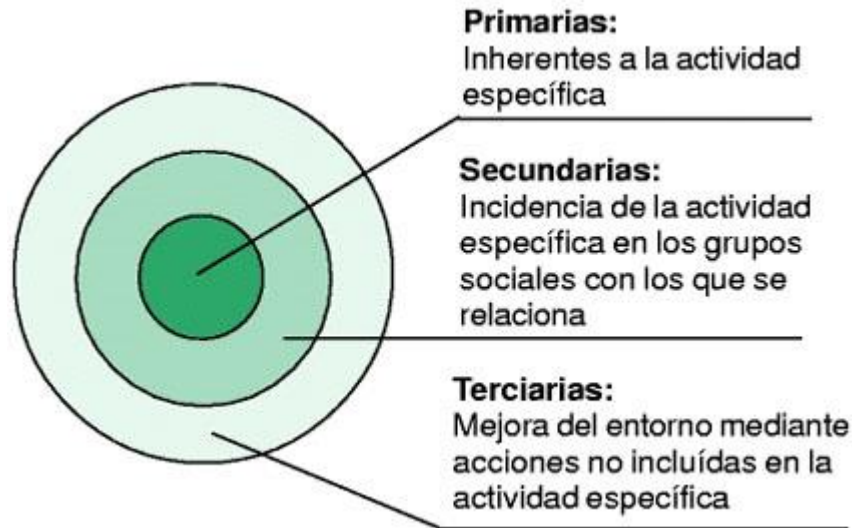 Primarias:
Inherentes a la actividad
específica
Secundarias:
Incidencia de la actividad
específica en los grupos
sociales con los que se
relaciona
Terciarias:
Mejora del entorno mediante
acciones no incluídas en la
actividad específica